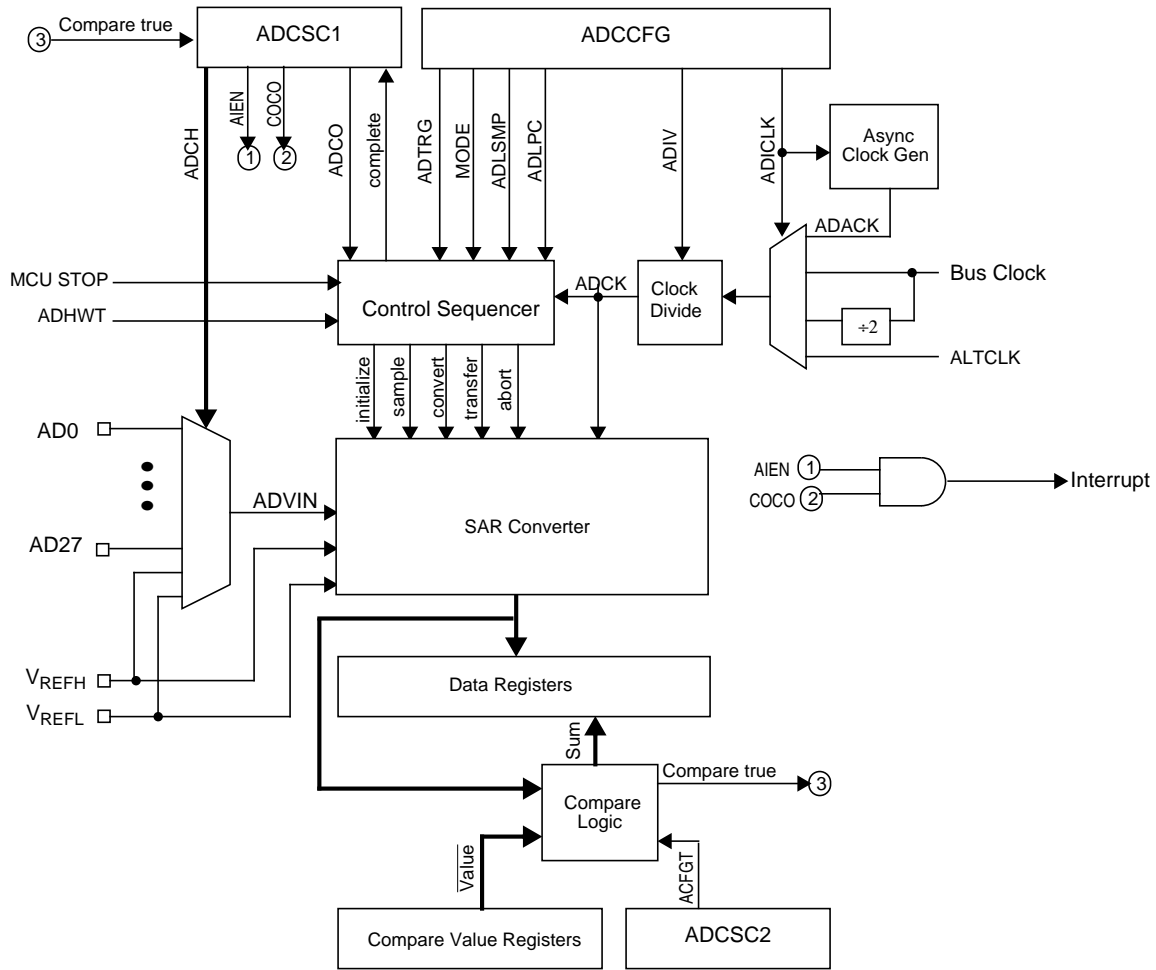 3
Compare true
ADCSC1
ADCCFG
ADCH
AIEN
COCO
1
2
ADCO
complete
ADTRG
MODE
ADLSMP
ADLPC
ADIV
ADICLK
Async
Clock Gen
ADACK
MCU STOP
ADHWT
Control Sequencer
ADCK
Clock
Divide
Bus Clock
÷2
ALTCLK
initialize
sample
convert
transfer
abort
AD0
AD27
ADVIN
SAR Converter
AIEN 1
COCO 2
Interrupt
VREFH
VREFL
Data Registers
Sum
Compare true
3
Compare
Logic
Value
ACFGT
Compare Value Registers
ADCSC2